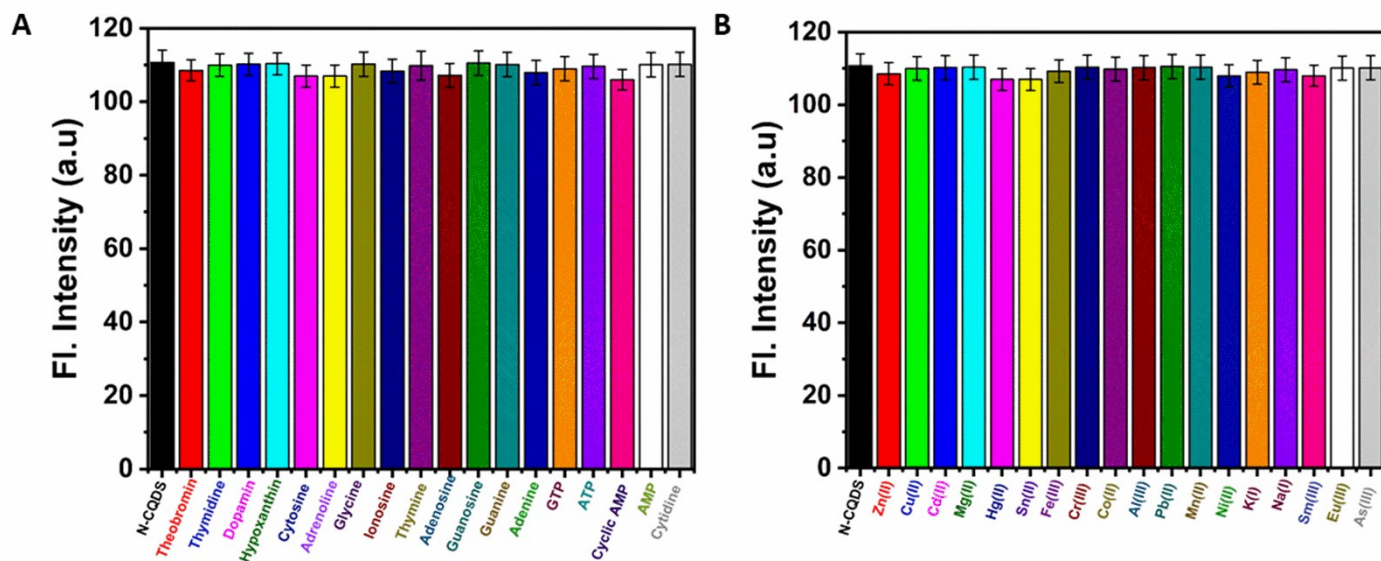 A
Fl. Intensity (a.u)
120
100
80
60
40
20
0
N-CQDS
Theobromin
Thymidine
Dopamin
Hypoxanthin
Cytosine
Adrenoline
Glycine
Ionosine
Thymine
Adenosine
Guanosine
Guanine
Adenine
GTP
ATP
Cyclic AMP
AMP
Cytidine
B
Fl. Intensity (a.u)
120
100
80
60
40
20
0
N-CQDS
Zn(II)
Cu(II)
Cd(II)
Mg(II)
Hg(II)
Sn(II)
Fe(III)
Cr(III)
Co(II)
Al(III)
Pb(II)
Mn(II)
Ni(II)
K(I)
Na(I)
Sm(III)
Eu(III)
As(III)